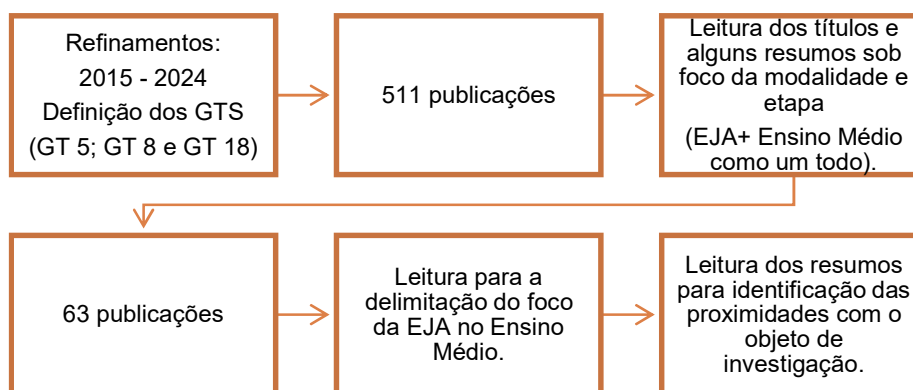 Refinamentos:
2015 - 2024
Definição dos GTS
(GT 5; GT 8 e GT 18)
511 publicações
Leitura dos títulos e
alguns resumos sob
foco da modalidade e
etapa
(EJA+ Ensino Médio
como um todo).
63 publicações
Leitura para a
delimitação do foco
da EJA no Ensino
Médio.
Leitura dos resumos
para identificação das
proximidades com o
objeto de
investigação.